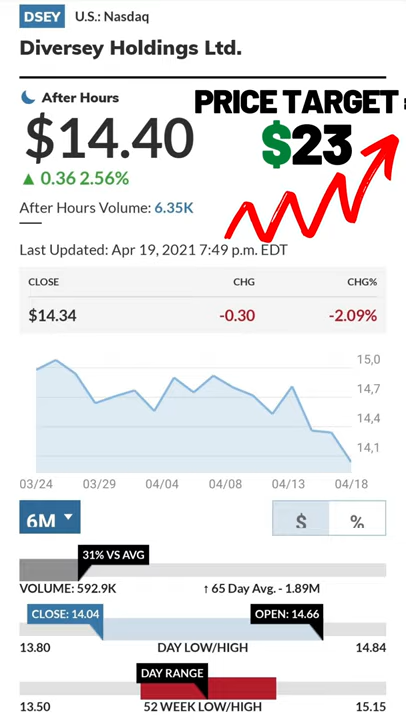 DSEY U.S.: Nasdaq
Diversey Holdings Ltd.
After Hours
PRICE TARGET =
$14.40
$23
▲ 0.36 2.56%
After Hours Volume: 6.35K
Last Updated: Apr 19, 2021 7:49 p.m. EDT
CLOSE CHG CHG%
$14.34 -0.30 -2.09%
15,0
14,7
14,4
14,1
03/24 03/29 04/04 04/08 04/13 04/18
6M $ %
31% VS AVG
VOLUME: 592.9K ↑ 65 Day Avg. - 1.89M
CLOSE: 14.04 OPEN: 14.66
13.80 DAY LOW/HIGH 14.84
DAY RANGE
13.50 52 WEEK LOW/HIGH 15.15